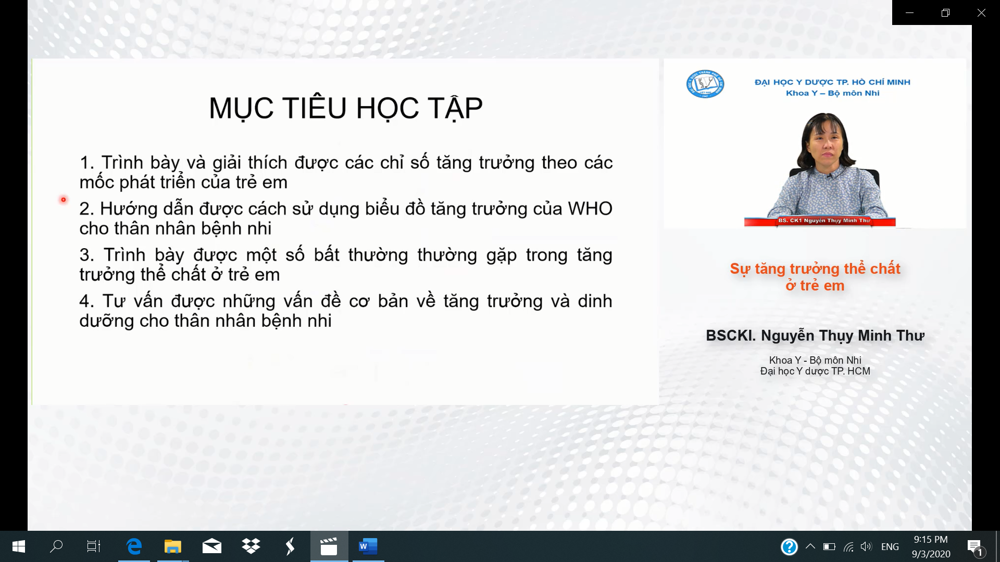 MỤC TIÊU HỌC TẬP
1. Trình bày và giải thích được các chỉ số tăng trưởng theo các
mốc phát triển của trẻ em
2. Hướng dẫn được cách sử dụng biểu đồ tăng trưởng của WHO
cho thân nhân bệnh nhi
3. Trình bày được một số bất thường thường gặp trong tăng
trưởng thể chất ở trẻ em
4. Tư vấn được những vấn đề cơ bản về tăng trưởng và dinh
dưỡng cho thân nhân bệnh nhi
ĐẠI HỌC Y DƯỢC TP. HỒ CHÍ MINH
Khoa Y – Bộ môn Nhi
BS. CK1 Nguyễn Thụy Minh Thư
Sự tăng trưởng thể chất
ở trẻ em
BSCKI. Nguyễn Thụy Minh Thư
Khoa Y - Bộ môn Nhi
Đại học Y dược TP. HCM
W
ENG
9:15 PM
9/3/2020
1